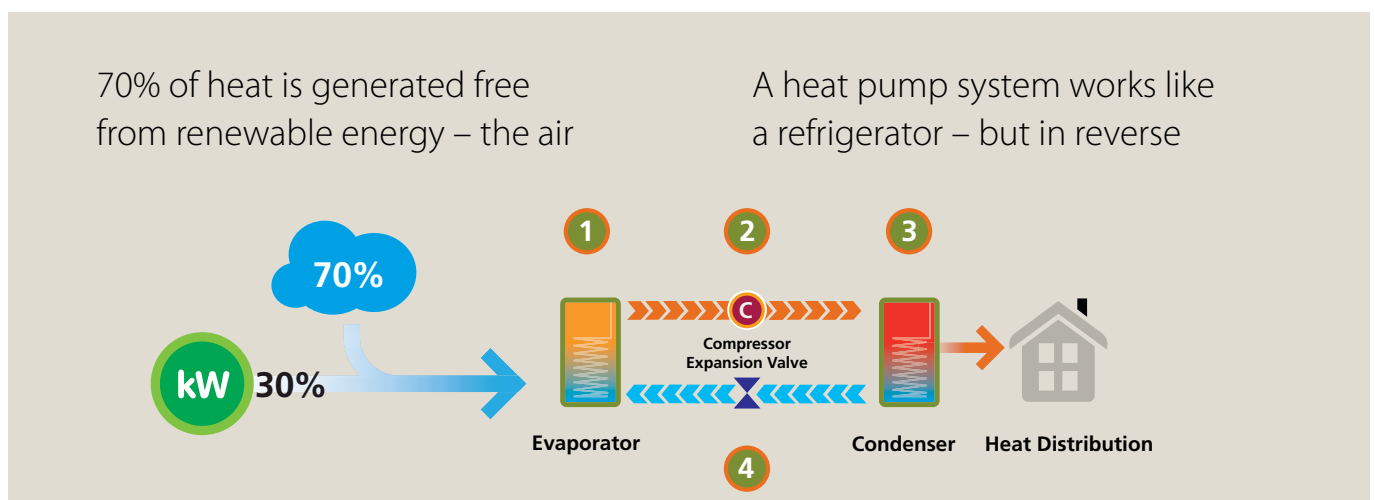 70% of heat is generated free
from renewable energy – the air
A heat pump system works like
a refrigerator – but in reverse
1
2
3
70%
C
Compressor
Expansion Valve
kW
30%
Evaporator
Condenser
Heat Distribution
4